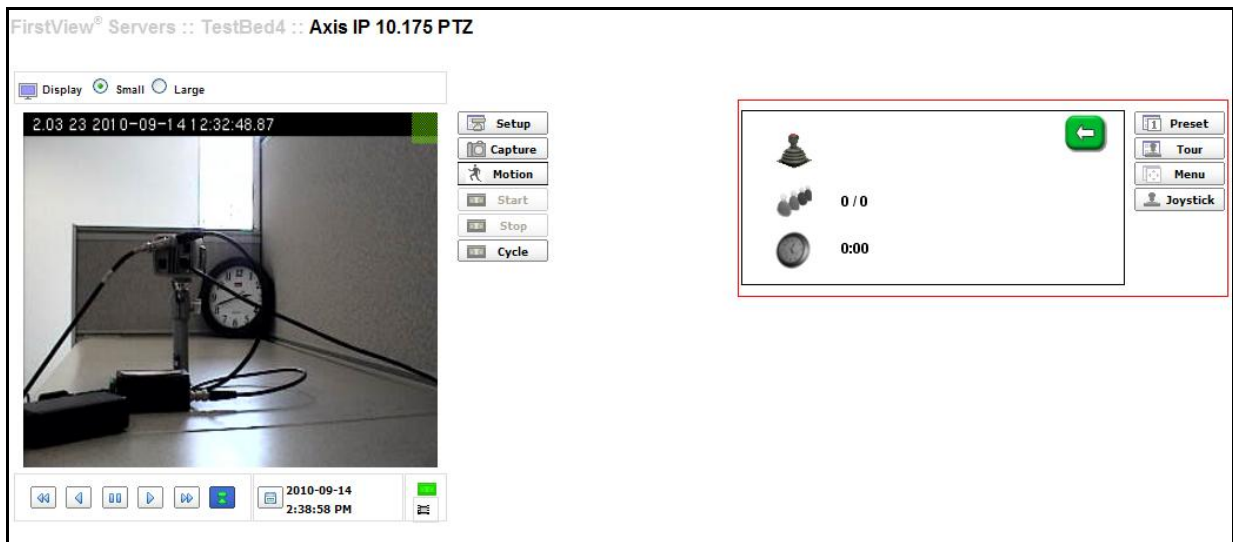 FirstView® Servers :: TestBed4 :: Axis IP 10.175 PTZ
Display Small Large
2.03 23 2010-09-14 12:32:48.87
Setup
Capture
Motion
Start
Stop
Cycle
0 / 0
0:00
1 Preset
Tour
Menu
Joystick
2010-09-14
2:38:58 PM